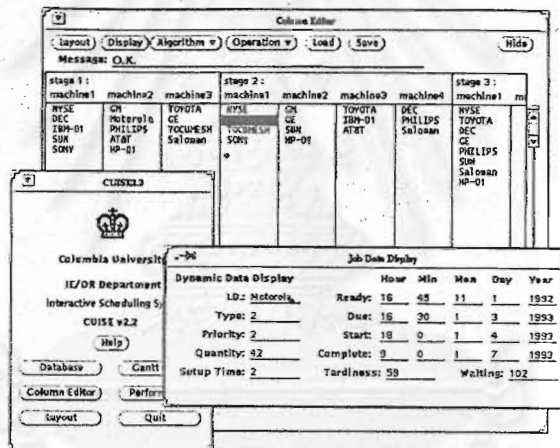 Column Editor
Layout Display Algorithm Operation Load Save Hide
Message: O.K.
stage 1 : stage 2 : stage 3 :
machine1 machine2 machine3 machine1 machine2 machine3 machine4 machine1 m
NYSE GM TOYOTA NYSE GM TOYOTA DEC NYSE
DEC Motorola GE GE IBM-01 PHILIPS TOYOTA
IBM-01 PHILIPS TOCUMESH TOCUMESH SUN AT&T Saloman DEC
SUN AT&T Saloman SONY HP-01 GE
SONY HP-01 PHILIPS
SUN
Saloman
HP-01
Columbia Universit
IE/OR Department
Interactive Scheduling Sy
CUISE v2.2
Help
Database Gantt
Column Editor Perform
Layout Quit
Job Data Display
Dynamic Data Display Hour Min Mon Day Year
I.D.: Motorola Ready: 16 45 11 1 1993
Type: 2 Due: 16 30 1 3 1993
Priority: 2 Start: 18 0 1 4 1993
Quantity: 42 Complete: 9 0 1 7 1993
Setup Time: 2 Tardiness: 59 Waiting: 102